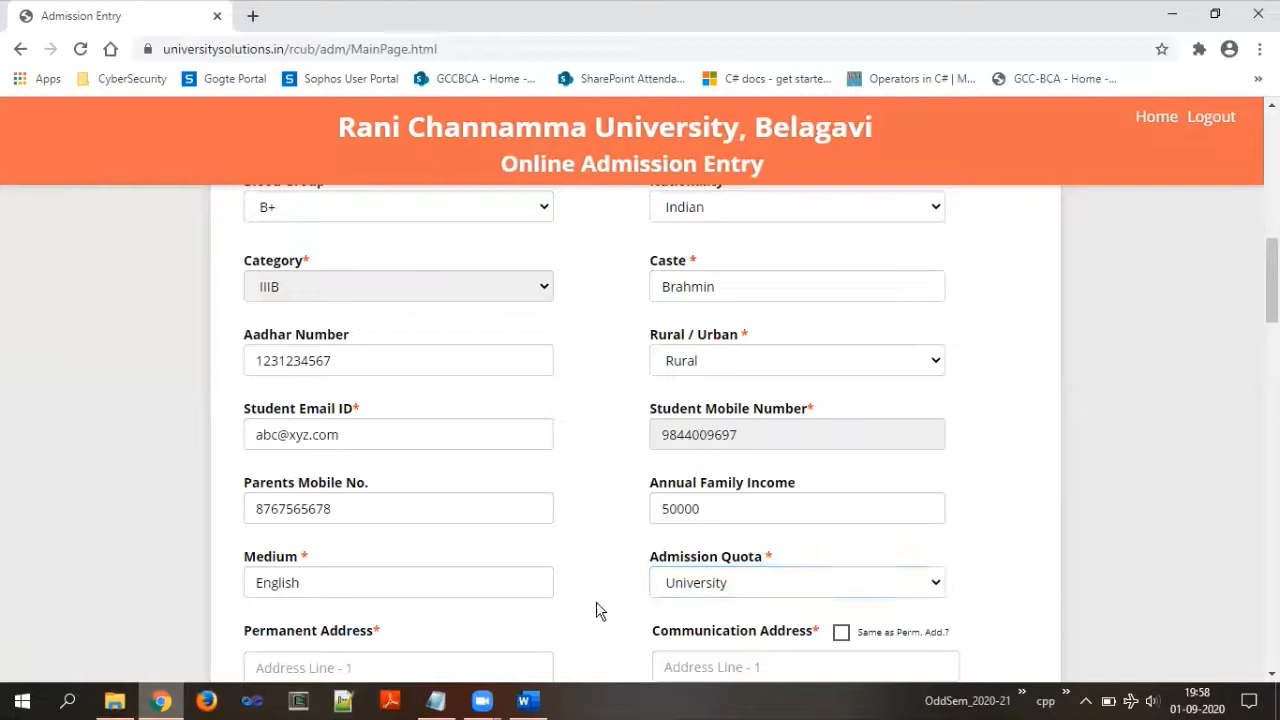 Admission Entry
universitysolutions.in/rcub/adm/MainPage.html
Apps CyberSecurity Gogte Portal Sophos User Portal GCCBCA - Home -... SharePoint Attenda... C# docs - get starte... Operators in C# | M... GCC-BCA - Home -... »
Home Logout
Rani Channamma University, Belagavi
Online Admission Entry
B+ Indian
Category* Caste *
IIIB Brahmin
Aadhar Number Rural / Urban *
1231234567 Rural
Student Email ID* Student Mobile Number*
abc@xyz.com 9844009697
Parents Mobile No. Annual Family Income
8767565678 50000
Medium * Admission Quota *
English University
Permanent Address* Communication Address* Same as Perm. Add.?
Address Line - 1 Address Line - 1
OddSem_2020-21 » cpp » 19:58
01-09-2020